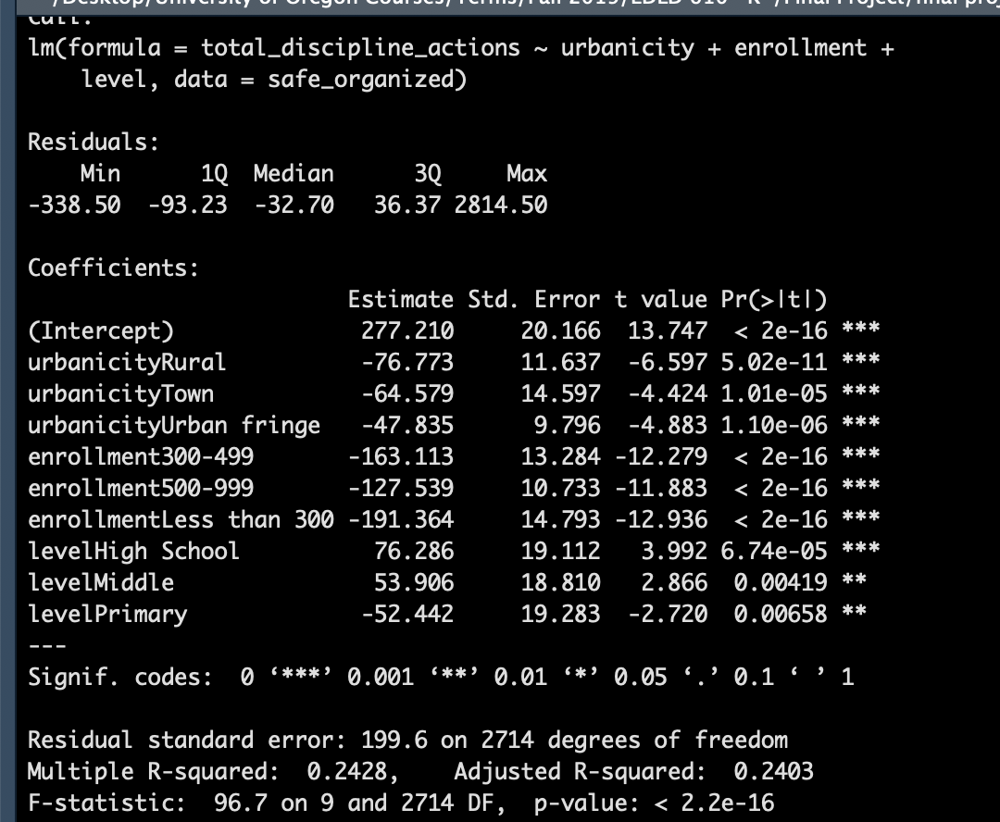 /Desktop/University of Oregon Courses/Terms/Fall 2019/EDLD 610 - R /Final Project/final proj
Call:
lm(formula = total_discipline_actions ~ urbanicity + enrollment +
    level, data = safe_organized)
Residuals:
    Min      1Q  Median      3Q     Max
-338.50  -93.23  -32.70   36.37 2814.50
Coefficients:
                        Estimate Std. Error t value Pr(>|t|)
(Intercept)              277.210     20.166  13.747  < 2e-16 ***
urbanicityRural          -76.773     11.637  -6.597 5.02e-11 ***
urbanicityTown           -64.579     14.597  -4.424 1.01e-05 ***
urbanicityUrban fringe   -47.835      9.796  -4.883 1.10e-06 ***
enrollment300-499       -163.113     13.284 -12.279  < 2e-16 ***
enrollment500-999       -127.539     10.733 -11.883  < 2e-16 ***
enrollmentLess than 300 -191.364     14.793 -12.936  < 2e-16 ***
levelHigh School          76.286     19.112   3.992 6.74e-05 ***
levelMiddle               53.906     18.810   2.866  0.00419 **
levelPrimary             -52.442     19.283  -2.720  0.00658 **
---
Signif. codes:  0 ‘***’ 0.001 ‘**’ 0.01 ‘*’ 0.05 ‘.’ 0.1 ‘ ’ 1
Residual standard error: 199.6 on 2714 degrees of freedom
Multiple R-squared:  0.2428,    Adjusted R-squared:  0.2403
F-statistic:  96.7 on 9 and 2714 DF,  p-value: < 2.2e-16